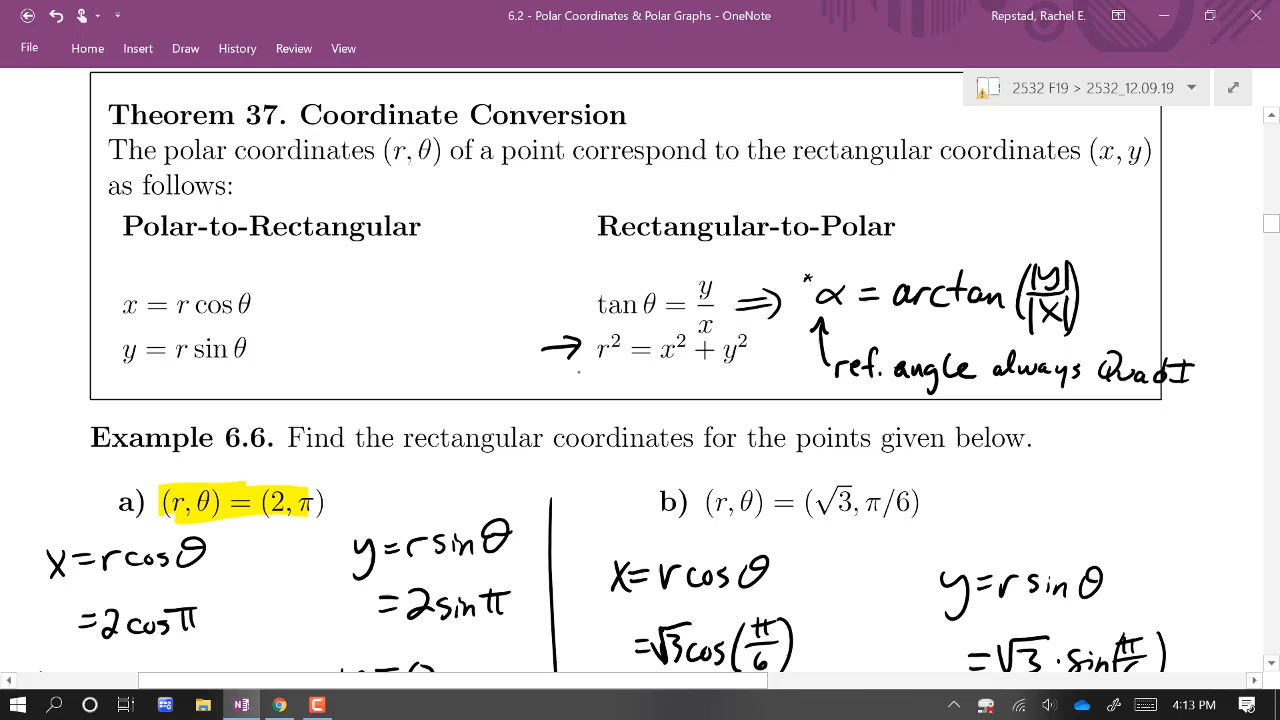 6.2 - Polar Coordinates & Polar Graphs - OneNote
Repstad, Rachel E.
File Home Insert Draw History Review View
2532 F19 > 2532_12.09.19
Theorem 37. Coordinate Conversion
The polar coordinates (r, θ) of a point correspond to the rectangular coordinates (x, y)
as follows:
Polar-to-Rectangular
x = r cos θ
y = r sin θ
Rectangular-to-Polar
tan θ = y/x ⇒ *α = arctan(|y|/|x|)
→ r² = x² + y²
ref. angle always Quad I
Example 6.6. Find the rectangular coordinates for the points given below.
a) (r, θ) = (2, π)
x = r cos θ
= 2 cos π
y = r sin θ
= 2 sin π
b) (r, θ) = (√3, π/6)
x = r cos θ
= √3 cos(π/6)
y = r sin θ
= √3 · sin(π/6)
4:13 PM